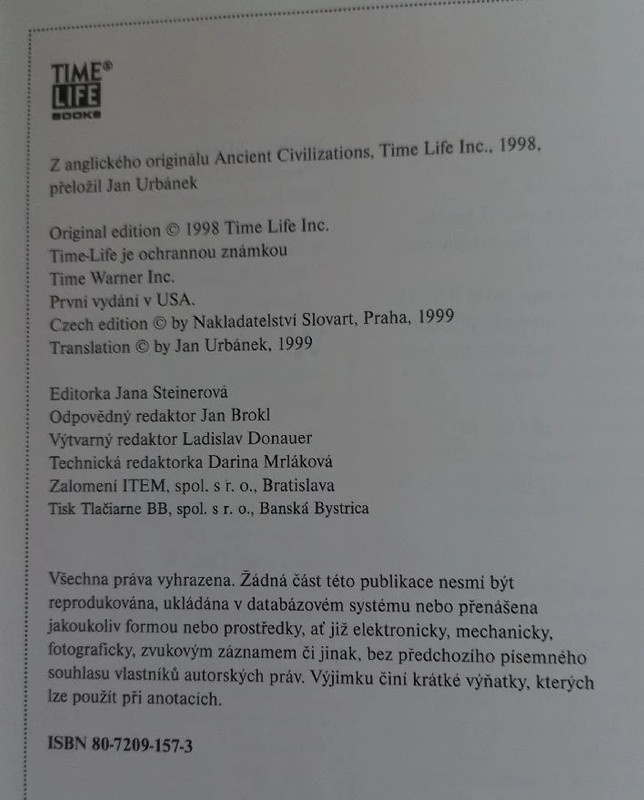 TIME®
LIFE
BOOKS
Z anglického originálu Ancient Civilizations, Time Life Inc., 1998,
přeložil Jan Urbánek
Original edition © 1998 Time Life Inc.
Time-Life je ochrannou známkou
Time Warner Inc.
První vydání v USA.
Czech edition © by Nakladatelství Slovart, Praha, 1999
Translation © by Jan Urbánek, 1999
Editorka Jana Steinerová
Odpovědný redaktor Jan Brokl
Výtvarný redaktor Ladislav Donauer
Technická redaktorka Darina Mrláková
Zalomení ITEM, spol. s r. o., Bratislava
Tisk Tlačiarne BB, spol. s r. o., Banská Bystrica
Všechna práva vyhrazena. Žádná část této publikace nesmí být
reprodukována, ukládána v databázovém systému nebo přenášena
jakoukoliv formou nebo prostředky, ať již elektronicky, mechanicky,
fotograficky, zvukovým záznamem či jinak, bez předchozího písemného
souhlasu vlastníků autorských práv. Výjimku činí krátké výňatky, kterých
lze použít při anotacích.
ISBN 80-7209-157-3